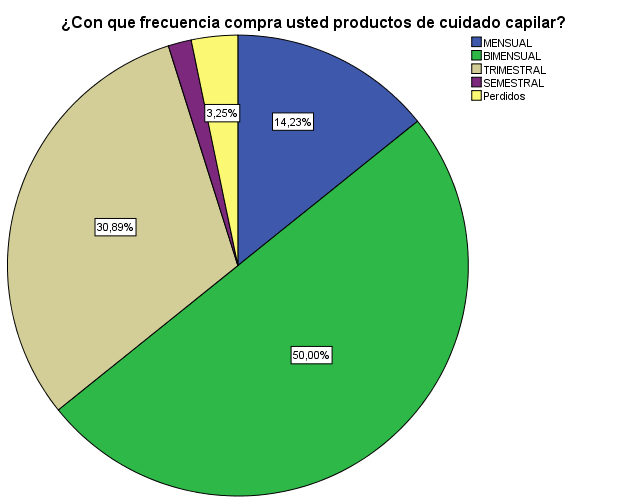 ¿Con que frecuencia compra usted productos de cuidado capilar?
MENSUAL
BIMENSUAL
TRIMESTRAL
SEMESTRAL
Perdidos
3,25%
14,23%
30,89%
50,00%